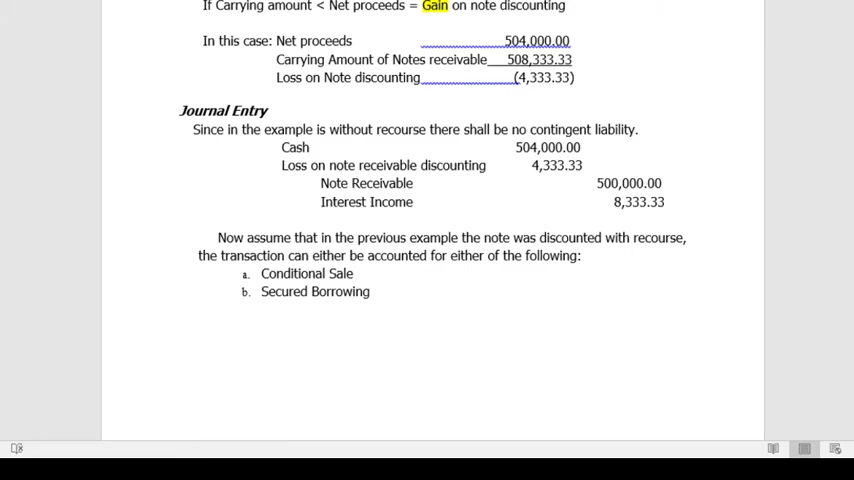 If Carrying amount < Net proceeds = Gain on note discounting
In this case: Net proceeds 504,000.00
Carrying Amount of Notes receivable 508,333.33
Loss on Note discounting (4,333.33)
Journal Entry
Since in the example is without recourse there shall be no contingent liability.
Cash 504,000.00
Loss on note receivable discounting 4,333.33
Note Receivable 500,000.00
Interest Income 8,333.33
Now assume that in the previous example the note was discounted with recourse,
the transaction can either be accounted for either of the following:
a. Conditional Sale
b. Secured Borrowing